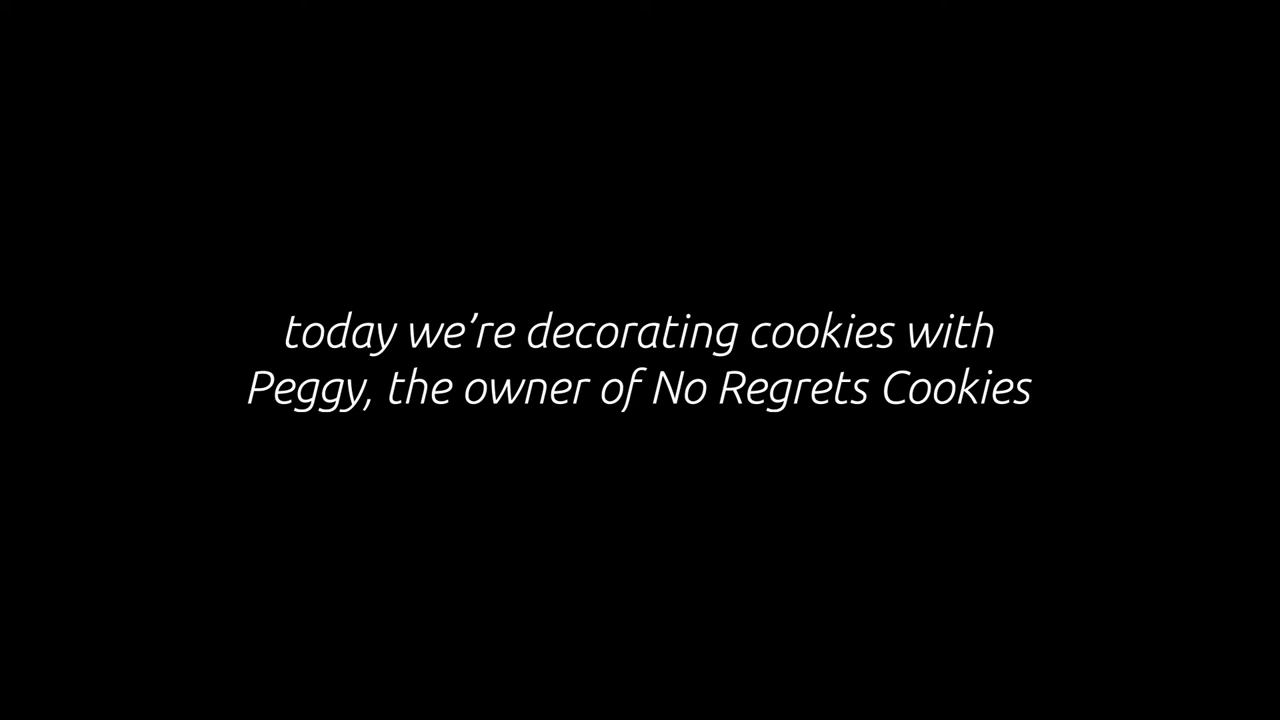 today we’re decorating cookies with
Peggy, the owner of No Regrets Cookies